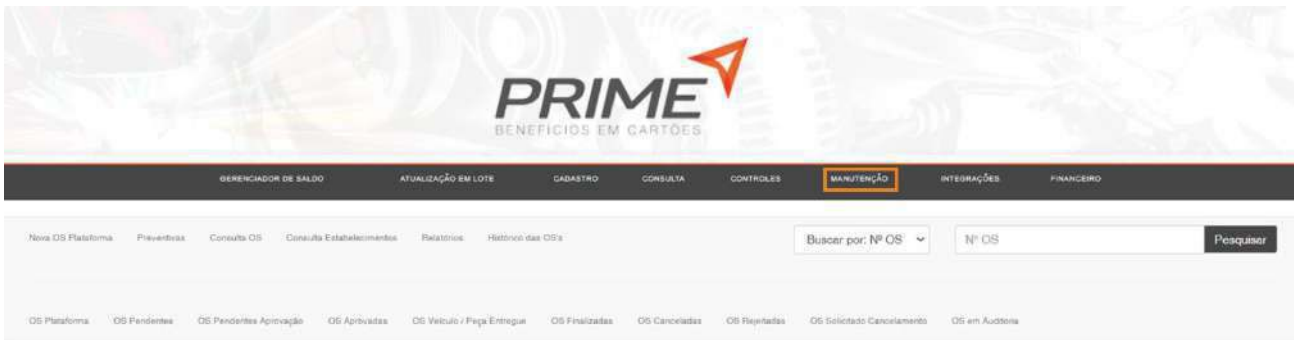 PRIME
BENEFÍCIOS EM CARTÕES
GERENCIADOR DE SALDO ATUALIZAÇÃO EM LOTE CADASTRO CONSULTA CONTROLES MANUTENÇÃO INTEGRAÇÕES FINANCEIRO
Nova OS Plataforma Preventivas Consulta OS Consulta Estabelecimentos Relatórios Histórico das OS's Buscar por: Nº OS Nº OS Pesquisar
OS Plataforma OS Pendentes OS Pendentes Aprovação OS Aprovadas OS Veículo / Peça Entregue OS Finalizadas OS Canceladas OS Rejeitadas OS Solicitado Cancelamento OS em Auditoria